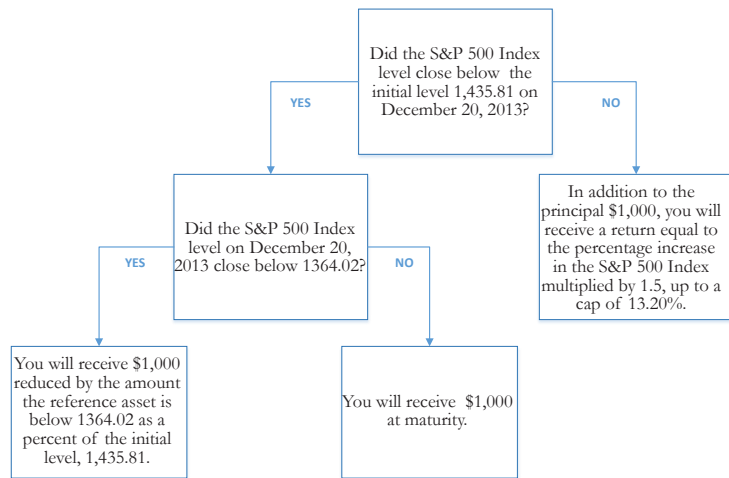 Did the S&P 500 Index
level close below the
initial level 1,435.81 on
December 20, 2013?
YES
NO
Did the S&P 500 Index
level on December 20,
2013 close below 1364.02?
In addition to the
principal $1,000, you will
receive a return equal to
the percentage increase
in the S&P 500 Index
multiplied by 1.5, up to a
cap of 13.20%.
YES
NO
You will receive $1,000
reduced by the amount
the reference asset is
below 1364.02 as a
percent of the initial
level, 1,435.81.
You will receive $1,000
at maturity.